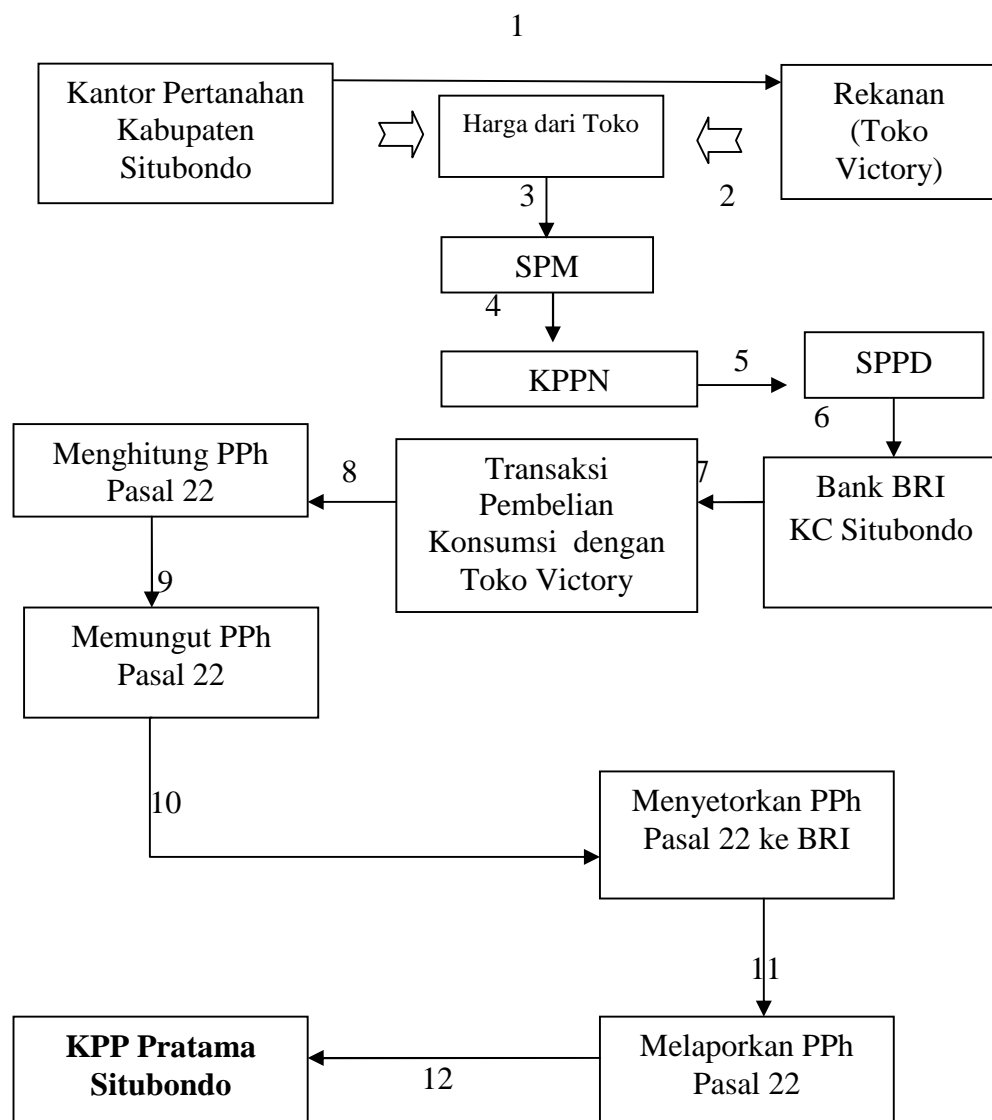 1
Kantor Pertanahan
Kabupaten
Situbondo
Harga dari Toko
Rekanan
(Toko
Victory)
3
2
SPM
4
KPPN
5
SPPD
6
Menghitung PPh
Pasal 22
8
Transaksi
Pembelian
Konsumsi dengan
Toko Victory
7
Bank BRI
KC Situbondo
9
Memungut PPh
Pasal 22
10
Menyetorkan PPh
Pasal 22 ke BRI
11
KPP Pratama
Situbondo
12
Melaporkan PPh
Pasal 22